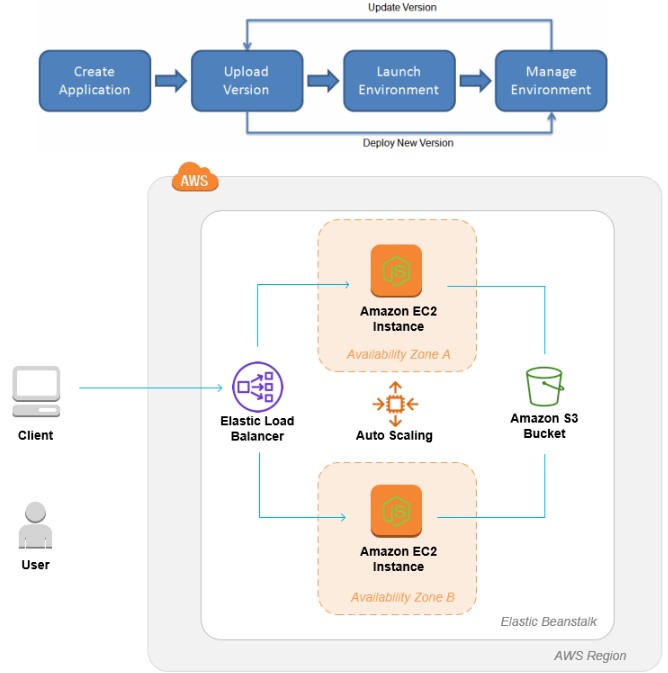 Update Version
Create
Application
Upload
Version
Launch
Environment
Manage
Environment
Deploy New Version
AWS
JS
Amazon EC2
Instance
Availability Zone A
Client
Elastic Load
Balancer
Auto Scaling
Amazon S3
Bucket
User
JS
Amazon EC2
Instance
Availability Zone B
Elastic Beanstalk
AWS Region